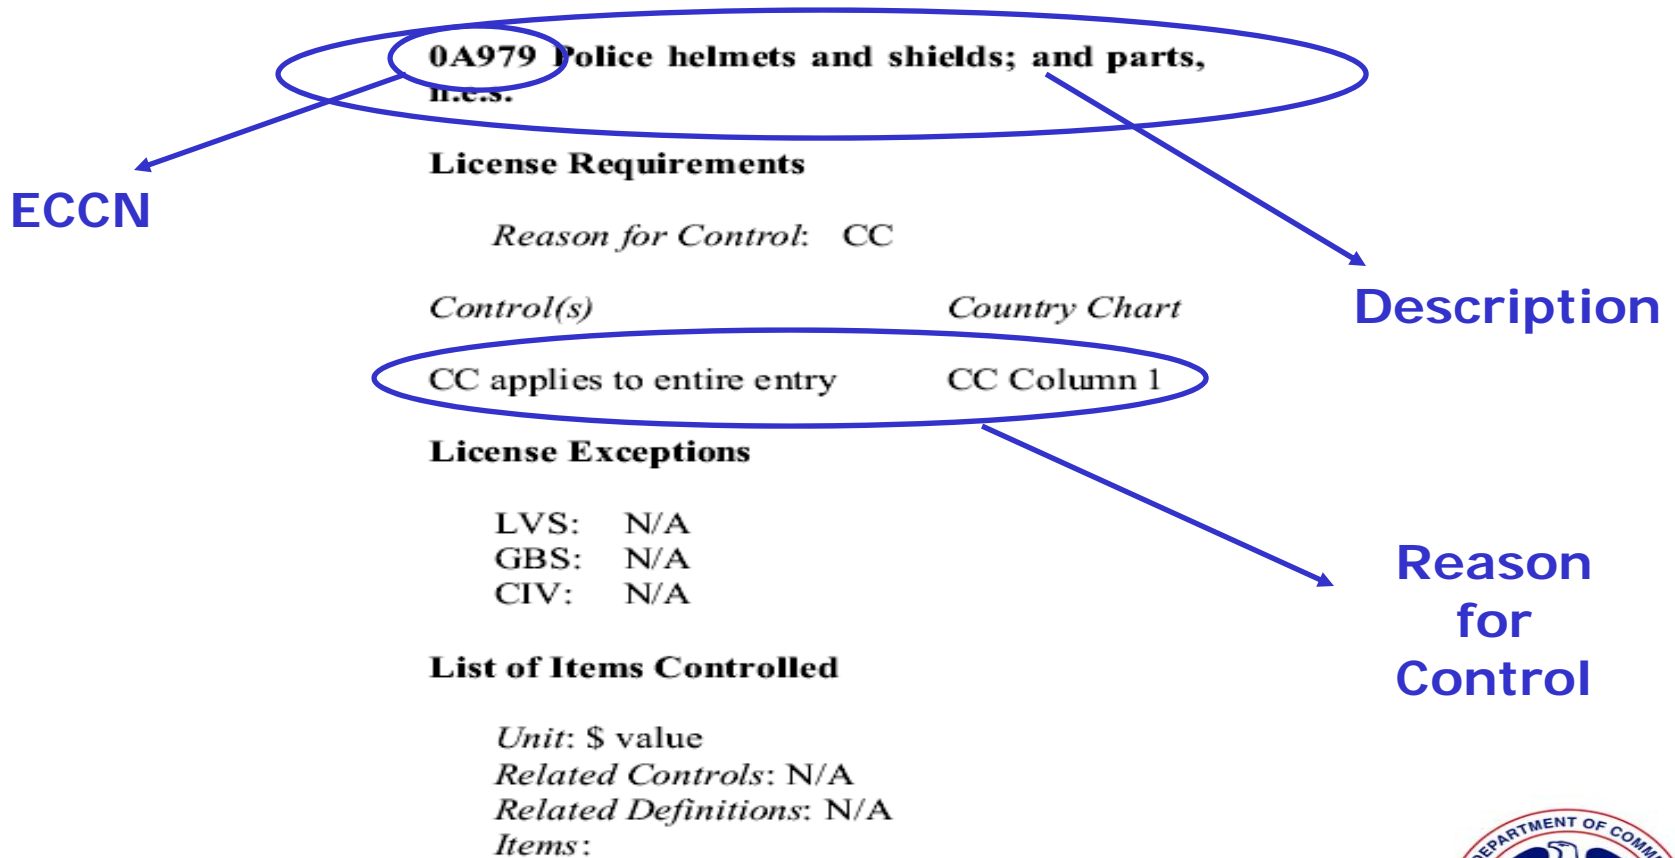 0A979 Police helmets and shields; and parts,
n.e.s.
License Requirements
ECCN
Reason for Control: CC
Control(s) Country Chart
Description
CC applies to entire entry CC Column 1
License Exceptions
LVS: N/A
GBS: N/A
CIV: N/A
Reason
for
Control
List of Items Controlled
Unit: $ value
Related Controls: N/A
Related Definitions: N/A
Items: